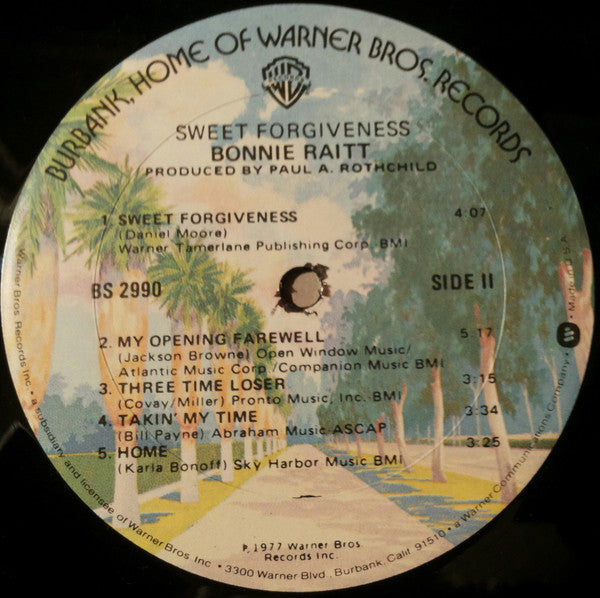 BURBANK, HOME OF WARNER BROS. RECORDS
SWEET FORGIVENESS
BONNIE RAITT
PRODUCED BY PAUL A. ROTHCHILD
1. SWEET FORGIVENESS 4:07
(Daniel Moore)
Warner Tamerlane Publishing Corp. BMI
BS 2990 SIDE II
2. MY OPENING FAREWELL 5:17
(Jackson Browne) Open Window Music/
Atlantic Music Corp./Companion Music BMI
3. THREE TIME LOSER 3:15
(Covay/Miller) Pronto Music, Inc. BMI
4. TAKIN' MY TIME 3:34
(Bill Payne) Abraham Music ASCAP
5. HOME 3:25
(Karla Bonoff) Sky Harbor Music BMI
℗ 1977 Warner Bros.
Records Inc.
Warner Bros. Records Inc. • a subsidiary and licensee of Warner Bros. Inc. • 3300 Warner Blvd., Burbank, Calif. 91510 • a Warner Communications Company • Made in U.S.A.